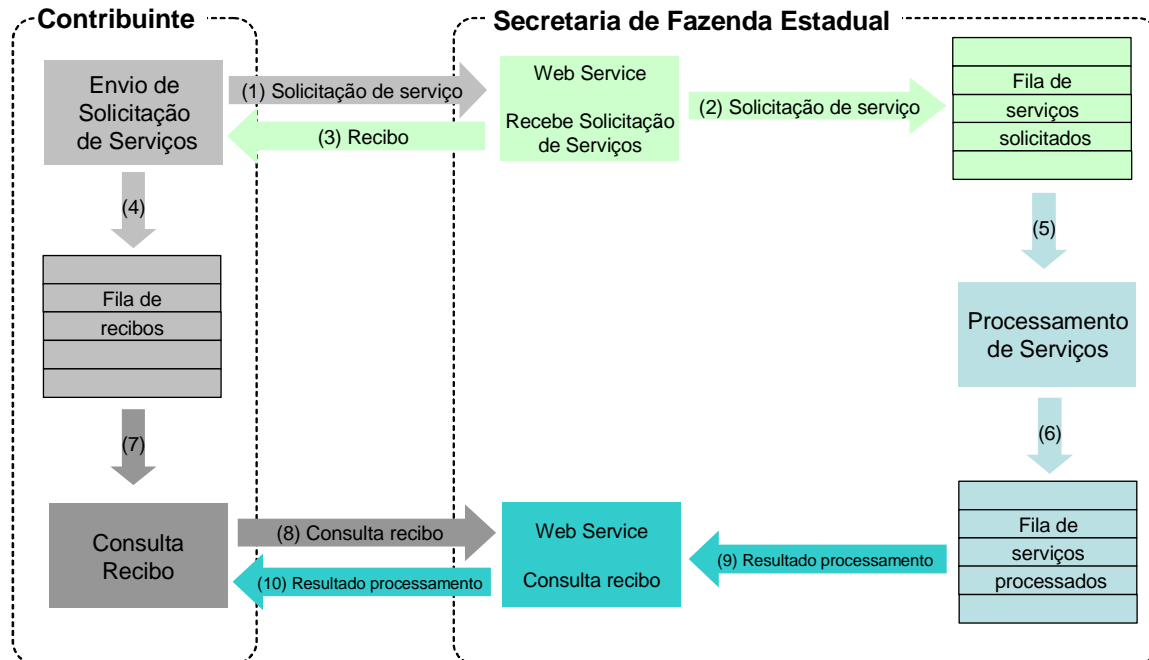 Contribuinte
Secretaria de Fazenda Estadual
Envio de
Solicitação
de Serviços
(1) Solicitação de serviço
(3) Recibo
Web Service
Recebe Solicitação
de Serviços
(2) Solicitação de serviço
Fila de
serviços
solicitados
(4)
(5)
Fila de
recibos
Processamento
de Serviços
(7)
(6)
Consulta
Recibo
(8) Consulta recibo
(10) Resultado processamento
Web Service
Consulta recibo
(9) Resultado processamento
Fila de
serviços
processados